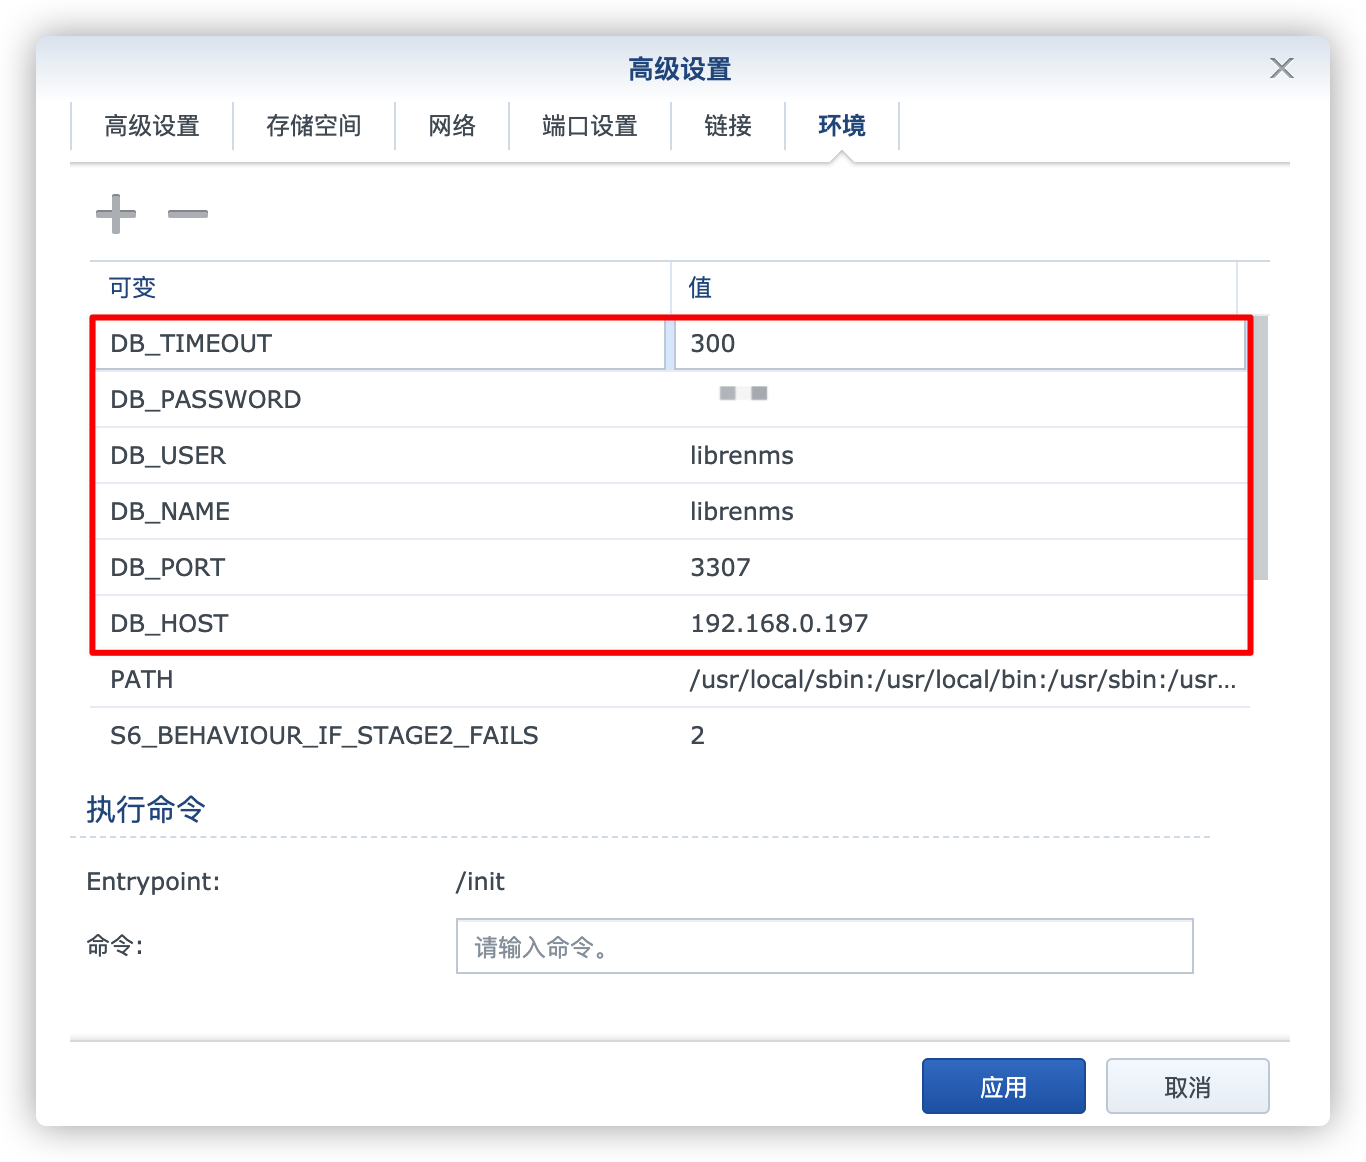 高级设置
高级设置 存储空间 网络 端口设置 链接 环境
可变 值
DB_TIMEOUT 300
DB_PASSWORD
DB_USER librenms
DB_NAME librenms
DB_PORT 3307
DB_HOST 192.168.0.197
PATH /usr/local/sbin:/usr/local/bin:/usr/sbin:/usr...
S6_BEHAVIOUR_IF_STAGE2_FAILS 2
执行命令
Entrypoint: /init
命令: 请输入命令。
应用 取消